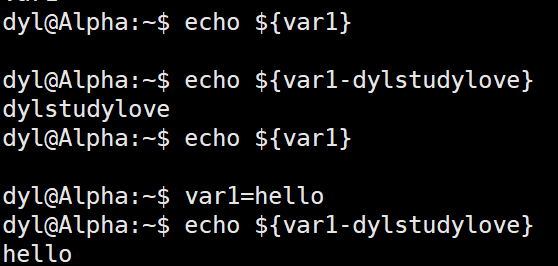 dyl@Alpha:~$ echo ${var1}
dyl@Alpha:~$ echo ${var1-dylstudylove}
dylstudylove
dyl@Alpha:~$ echo ${var1}
dyl@Alpha:~$ var1=hello
dyl@Alpha:~$ echo ${var1-dylstudylove}
hello